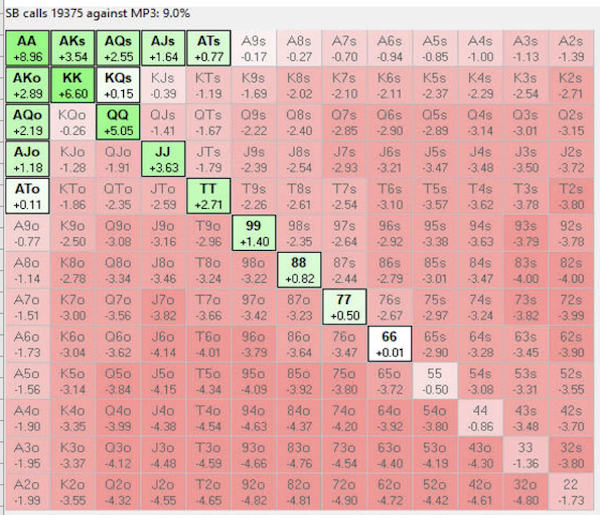 SB calls 19375 against MP3: 9.0%
AA AKs AQs AJs ATs A9s A8s A7s A6s A5s A4s A3s A2s
+8.96 +3.54 +2.55 +1.64 +0.77 -0.17 -0.27 -0.70 -0.94 -0.85 -1.00 -1.13 -1.39
AKo KK KQs KJs KTs K9s K8s K7s K6s K5s K4s K3s K2s
+2.89 +6.60 +0.15 -0.39 -1.19 -1.69 -2.02 -2.10 -2.11 -2.37 -2.29 -2.54 -2.71
AQo KQo QQ QJs QTs Q9s Q8s Q7s Q6s Q5s Q4s Q3s Q2s
+2.19 -0.26 +5.05 -1.41 -1.67 -2.22 -2.40 -2.85 -2.90 -2.89 -3.14 -3.01 -3.15
AJo KJo QJo JJ JTs J9s J8s J7s J6s J5s J4s J3s J2s
+1.18 -1.28 -1.91 +3.63 -1.79 -2.39 -2.54 -2.93 -3.21 -3.47 -3.48 -3.50 -3.72
ATo KTo QTo JTo TT T9s T8s T7s T6s T5s T4s T3s T2s
+0.11 -1.86 -2.35 -2.59 +2.71 -2.26 -2.61 -2.54 -3.10 -3.57 -3.62 -3.78 -3.80
A9o K9o Q9o J9o T9o 99 98s 97s 96s 95s 94s 93s 92s
-0.77 -2.50 -3.08 -3.16 -2.96 +1.40 -2.35 -2.64 -2.92 -3.38 -3.63 -3.79 -3.78
A8o K8o Q8o J8o T8o 98o 88 87s 86s 85s 84s 83s 82s
-1.14 -2.78 -3.34 -3.46 -3.24 -3.22 +0.82 -2.44 -2.79 -3.01 -3.47 -4.00 -4.00
A7o K7o Q7o J7o T7o 97o 87o 77 76s 75s 74s 73s 72s
-1.51 -3.00 -3.56 -3.82 -3.66 -3.42 -3.23 +0.50 -2.67 -2.97 -3.24 -3.82 -3.99
A6o K6o Q6o J6o T6o 96o 86o 76o 66 65s 64s 63s 62s
-1.73 -3.04 -3.62 -4.14 -4.01 -3.79 -3.64 -3.47 +0.01 -2.90 -3.28 -3.45 -3.90
A5o K5o Q5o J5o T5o 95o 85o 75o 65o 55 54s 53s 52s
-1.56 -3.14 -3.84 -4.15 -4.34 -4.09 -3.92 -3.80 -3.72 -0.50 -3.08 -3.31 -3.55
A4o K4o Q4o J4o T4o 94o 84o 74o 64o 54o 44 43s 42s
-1.90 -3.35 -3.99 -4.38 -4.54 -4.63 -4.37 -4.20 -3.92 -3.80 -0.86 -3.48 -3.70
A3o K3o Q3o J3o T3o 93o 83o 73o 63o 53o 43o 33 32s
-1.95 -3.37 -4.12 -4.48 -4.59 -4.66 -4.76 -4.54 -4.40 -4.19 -4.30 -1.36 -3.80
A2o K2o Q2o J2o T2o 92o 82o 72o 62o 52o 42o 32o 22
-1.99 -3.55 -4.32 -4.55 -4.65 -4.82 -4.81 -4.90 -4.72 -4.42 -4.61 -4.80 -1.73